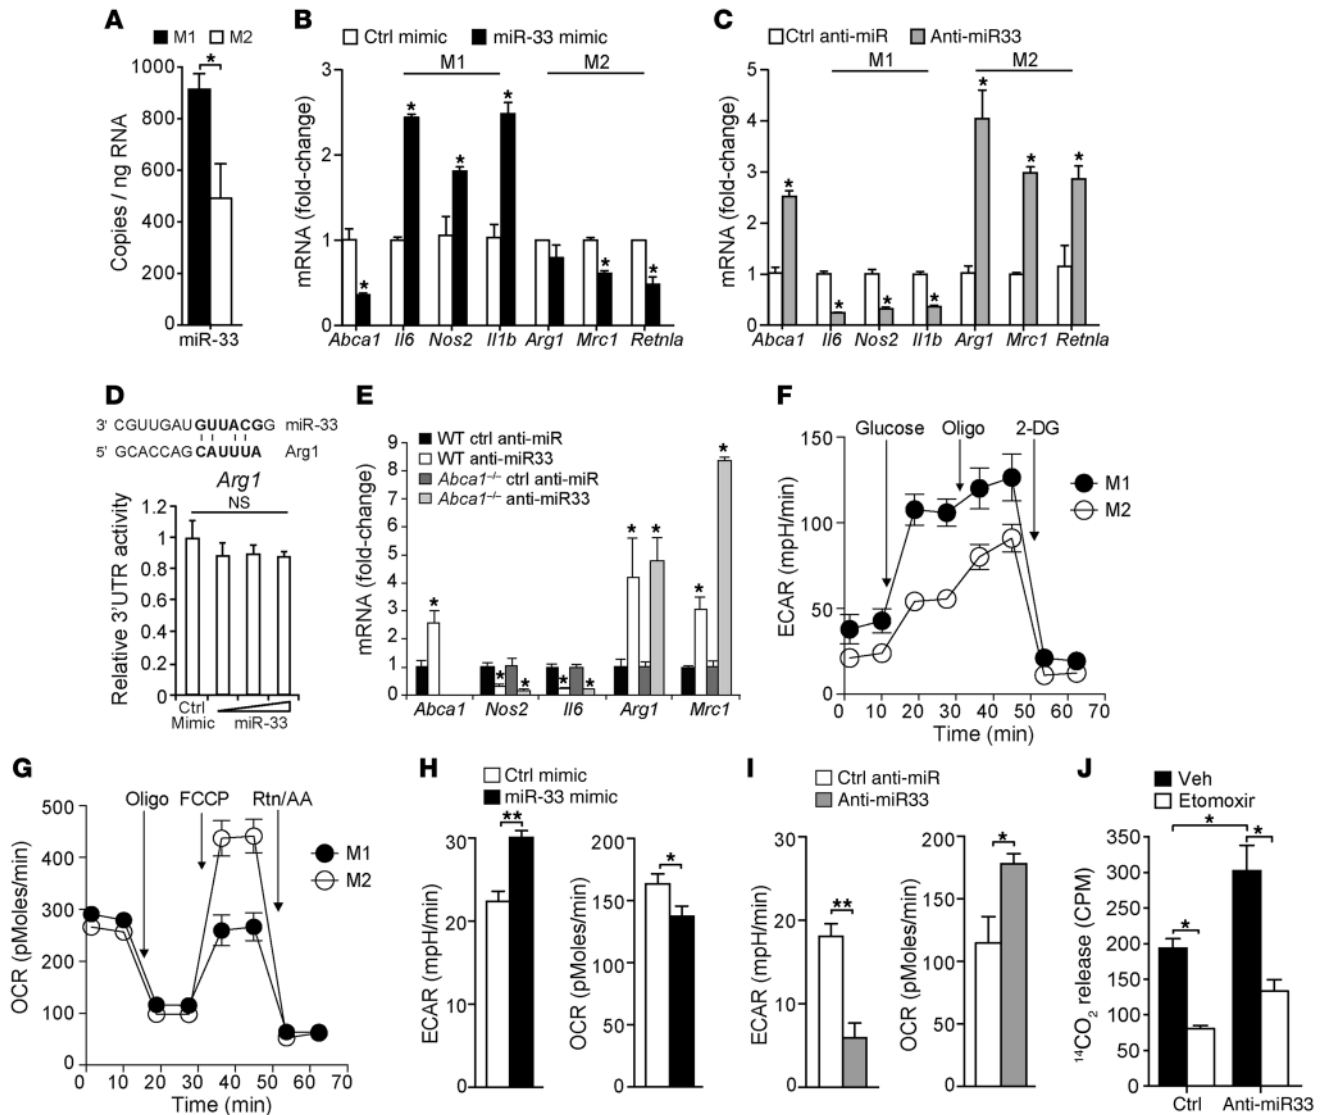 A
M1 M2
*
Copies / ng RNA
1000
800
600
400
200
0
miR-33
B
Ctrl mimic miR-33 mimic
M1 M2
mRNA (fold-change)
3
2
1
0
* * * * * *
Abca1 Il6 Nos2 Il1b Arg1 Mrc1 Retnla
C
Ctrl anti-miR Anti-miR33
M1 M2
mRNA (fold-change)
5
4
3
2
1
0
* * * * * * *
Abca1 Il6 Nos2 Il1b Arg1 Mrc1 Retnla
D
3' CGUUGAUGUUACGG miR-33
5' GCACCAGCAUUUA Arg1
Arg1
NS
Relative 3'UTR activity
1.2
1
0.8
0.6
0.4
0.2
0
Ctrl
Mimic miR-33
E
WT ctrl anti-miR
WT anti-miR33
Abca1–/– ctrl anti-miR
Abca1–/– anti-miR33
mRNA (fold-change)
9
8
7
6
5
4
3
2
1
0
* * * * * * * * *
Abca1 Nos2 Il6 Arg1 Mrc1
F
Glucose Oligo 2-DG
M1
M2
ECAR (mpH/min)
150
100
50
0
0 10 20 30 40 50 60 70
Time (min)
G
Oligo FCCP Rtn/AA
M1
M2
OCR (pMoles/min)
500
400
300
200
100
0
0 10 20 30 40 50 60 70
Time (min)
H
Ctrl mimic
miR-33 mimic
**
ECAR (mpH/min)
30
20
10
0
*
OCR (pMoles/min)
200
150
100
50
0
I
Ctrl anti-miR
Anti-miR33
**
ECAR (mpH/min)
30
20
10
0
*
OCR (pMoles/min)
200
150
100
50
0
J
Veh
Etomoxir
* * *
14CO2 release (CPM)
350
300
250
200
150
100
50
0
Ctrl Anti-miR33